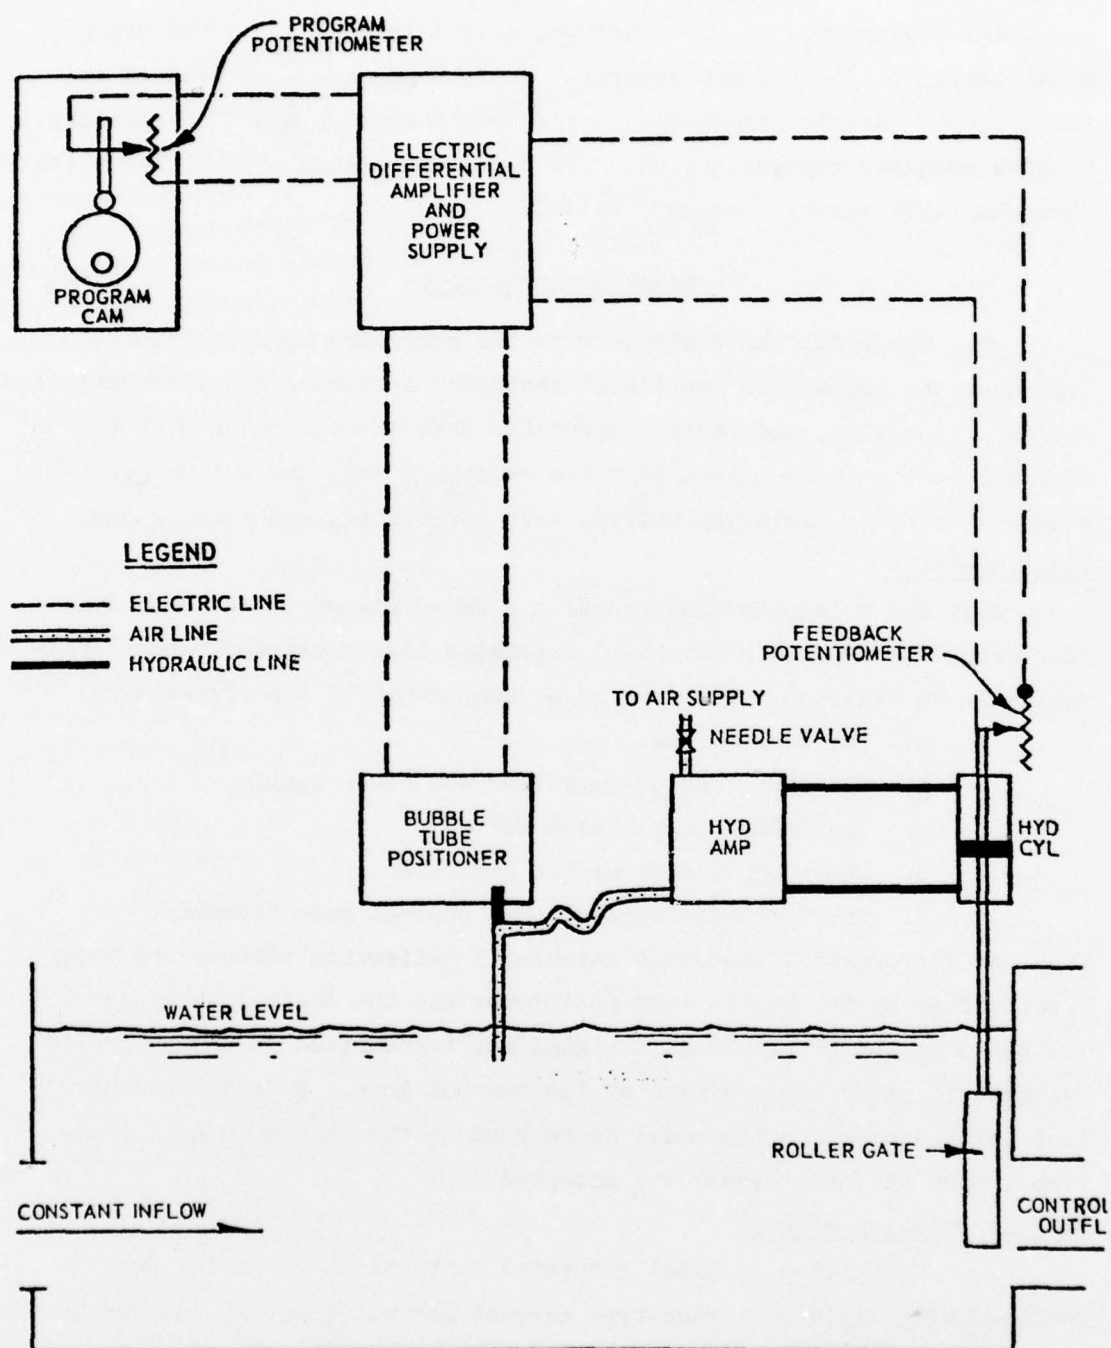 PROGRAM
POTENTIOMETER
ELECTRIC
DIFFERENTIAL
AMPLIFIER
AND
POWER
SUPPLY
PROGRAM
CAM
LEGEND
ELECTRIC LINE
AIR LINE
HYDRAULIC LINE
FEEDBACK
POTENTIOMETER
TO AIR SUPPLY
NEEDLE VALVE
BUBBLE
TUBE
POSITIONER
HYD
AMP
HYD
CYL
WATER LEVEL
ROLLER GATE
CONSTANT INFLOW
CONTROL
OUTFL